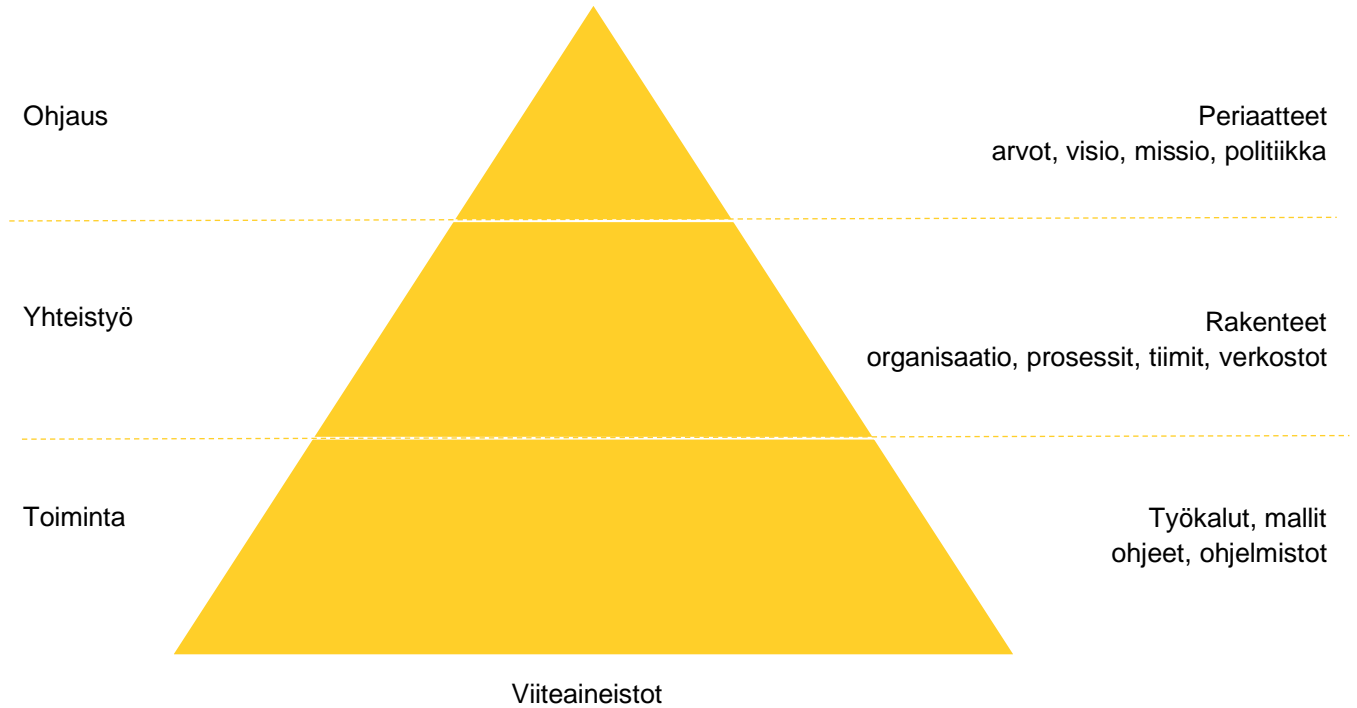 Ohjaus
Periaatteet
arvot, visio, missio, politiikka
Yhteistyö
Rakenteet
organisaatio, prosessit, tiimit, verkostot
Toiminta
Työkalut, mallit
ohjeet, ohjelmistot
Viiteaineistot